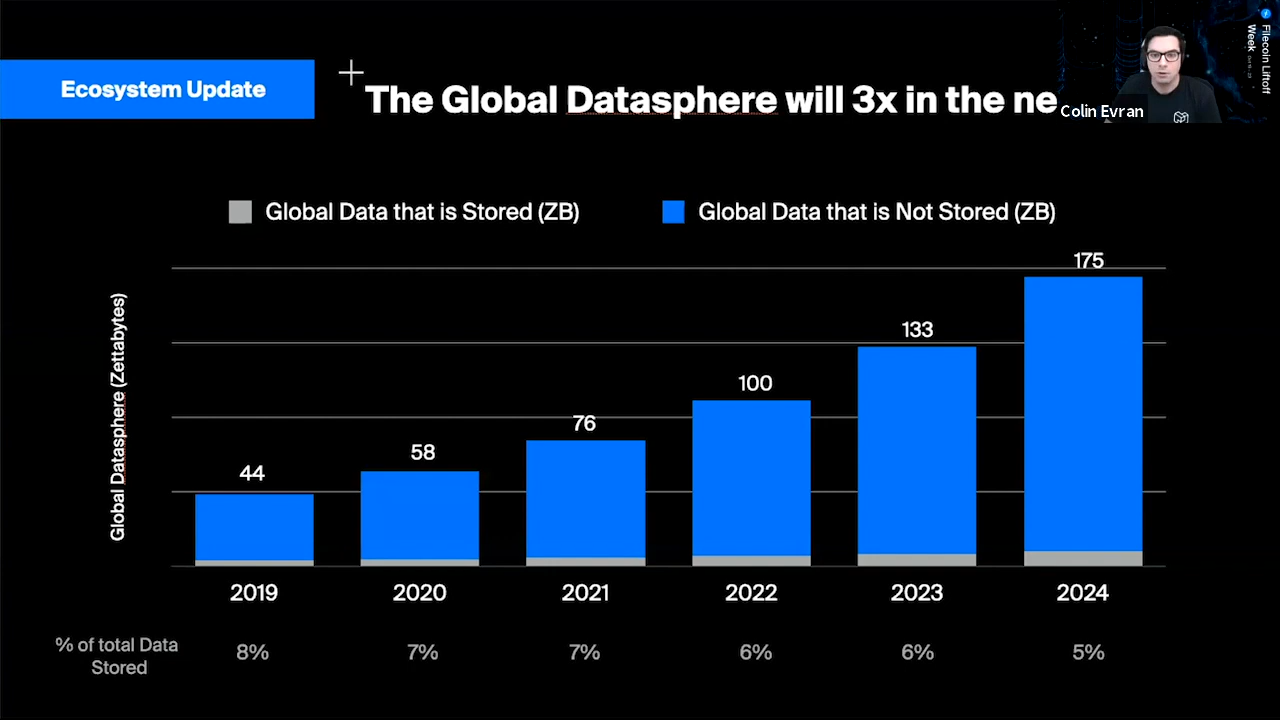 Ecosystem Update
The Global Datasphere will 3x in the ne
Colin Evran
Filecoin Liftoff
Week
Global Data that is Stored (ZB)
Global Data that is Not Stored (ZB)
Global Datasphere (Zettabytes)
44
58
76
100
133
175
2019
2020
2021
2022
2023
2024
% of total Data
Stored
8%
7%
7%
6%
6%
5%